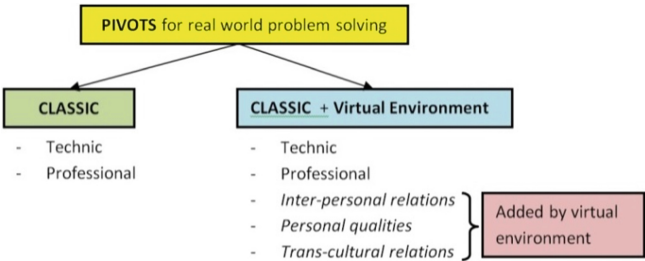 PIVOTS for real world problem solving
CLASSIC
- Technic
- Professional
CLASSIC + Virtual Environment
- Technic
- Professional
- Inter-personal relations
- Personal qualities
- Trans-cultural relations
Added by virtual
environment